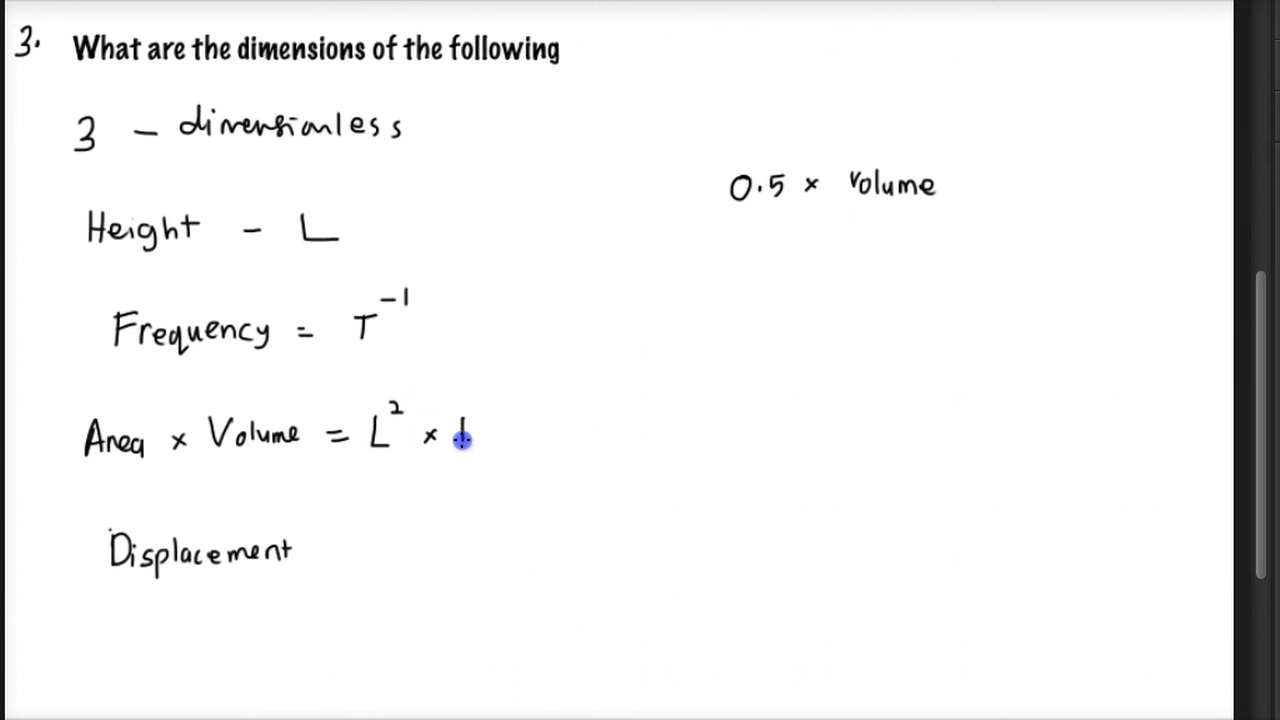 3. What are the dimensions of the following
3 – dimensionless
0.5 × Volume
Height – L
Frequency = T⁻¹
Area × Volume = L² ×
Displacement